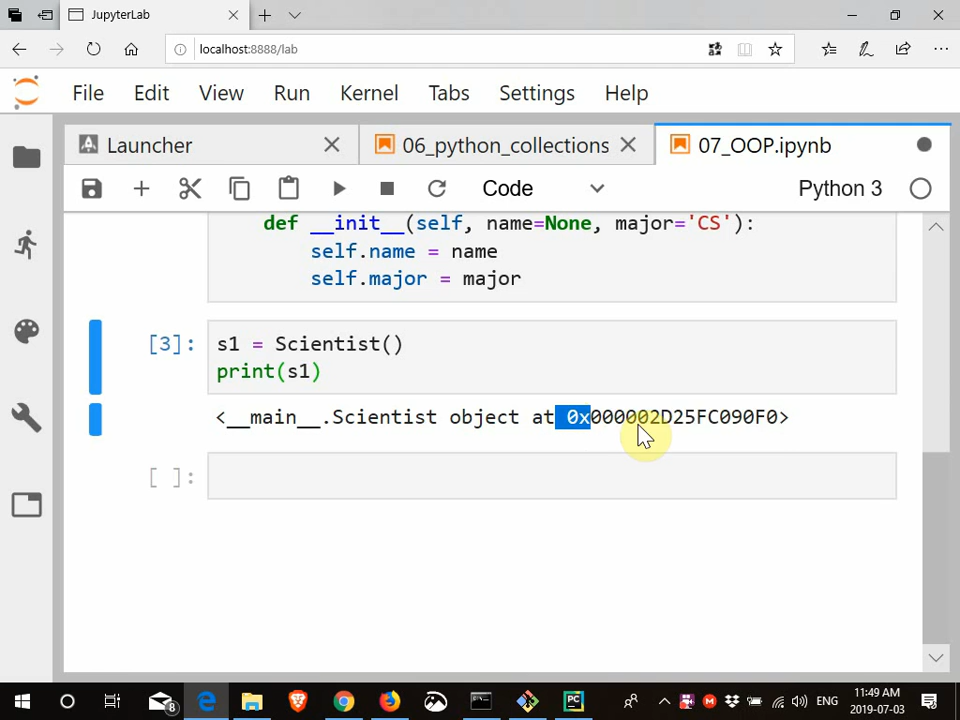 JupyterLab
localhost:8888/lab
File Edit View Run Kernel Tabs Settings Help
Launcher 06_python_collections 07_OOP.ipynb
Code Python 3
def __init__(self, name=None, major='CS'):
self.name = name
self.major = major
[3]: s1 = Scientist()
print(s1)
<__main__.Scientist object at 0x000002D25FC090F0>
[ ]:
8 PC ENG 11:49 AM
2019-07-03